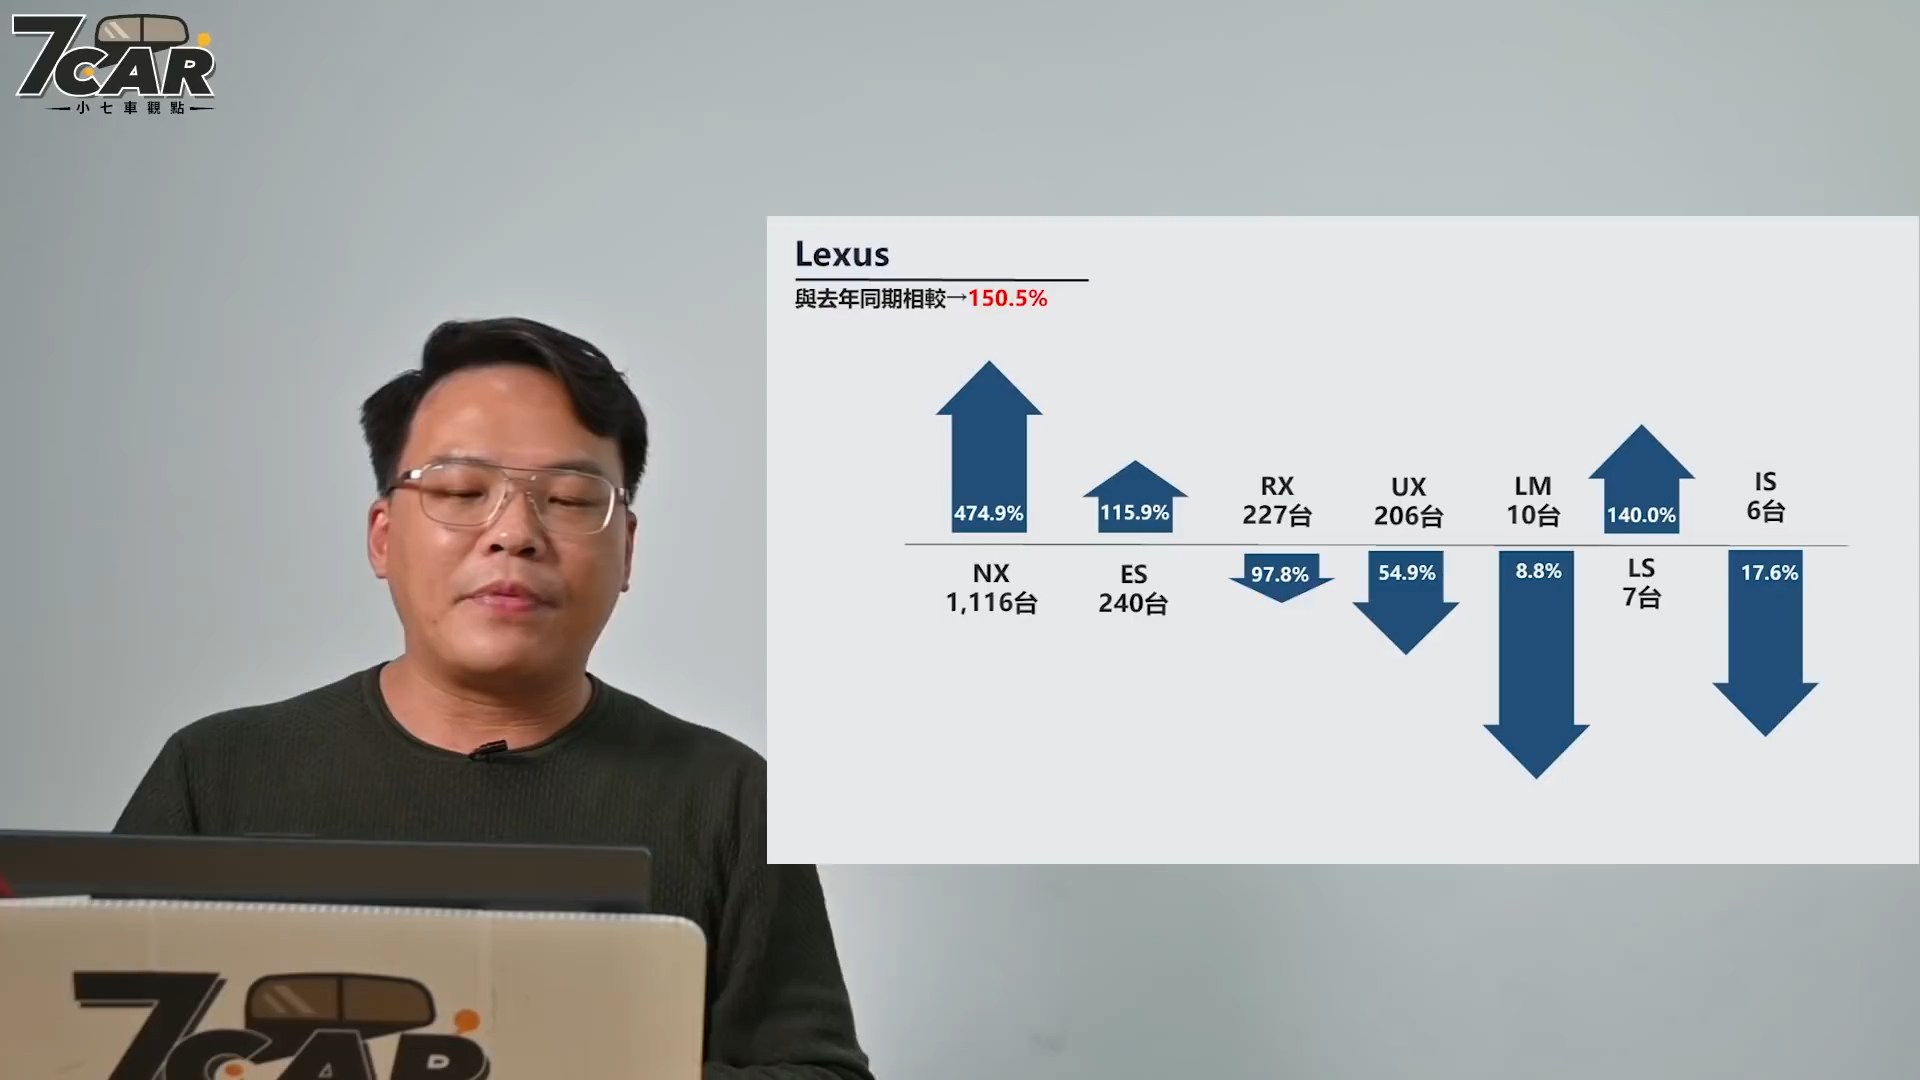 7CAR
小七車觀點
Lexus
與去年同期相較→150.5%
474.9%
NX
1,116台
115.9%
ES
240台
RX
227台
97.8%
UX
206台
54.9%
LM
10台
8.8%
140.0%
LS
7台
IS
6台
17.6%
7CAR